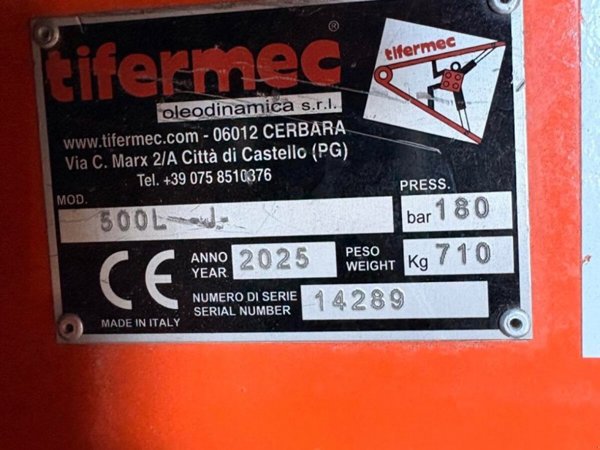 tifermec®
tifermec
oleodinamica s.r.l.
www.tifermec.com - 06012 CERBARA
Via C. Marx 2/A Città di Castello (PG)
Tel. +39 075 8510376
MOD.
500L -J-
PRESS.
bar 180
CE
ANNO
YEAR.
2025
PESO
WEIGHT
Kg 710
MADE IN ITALY
NUMERO DI SERIE
SERIAL NUMBER
14289